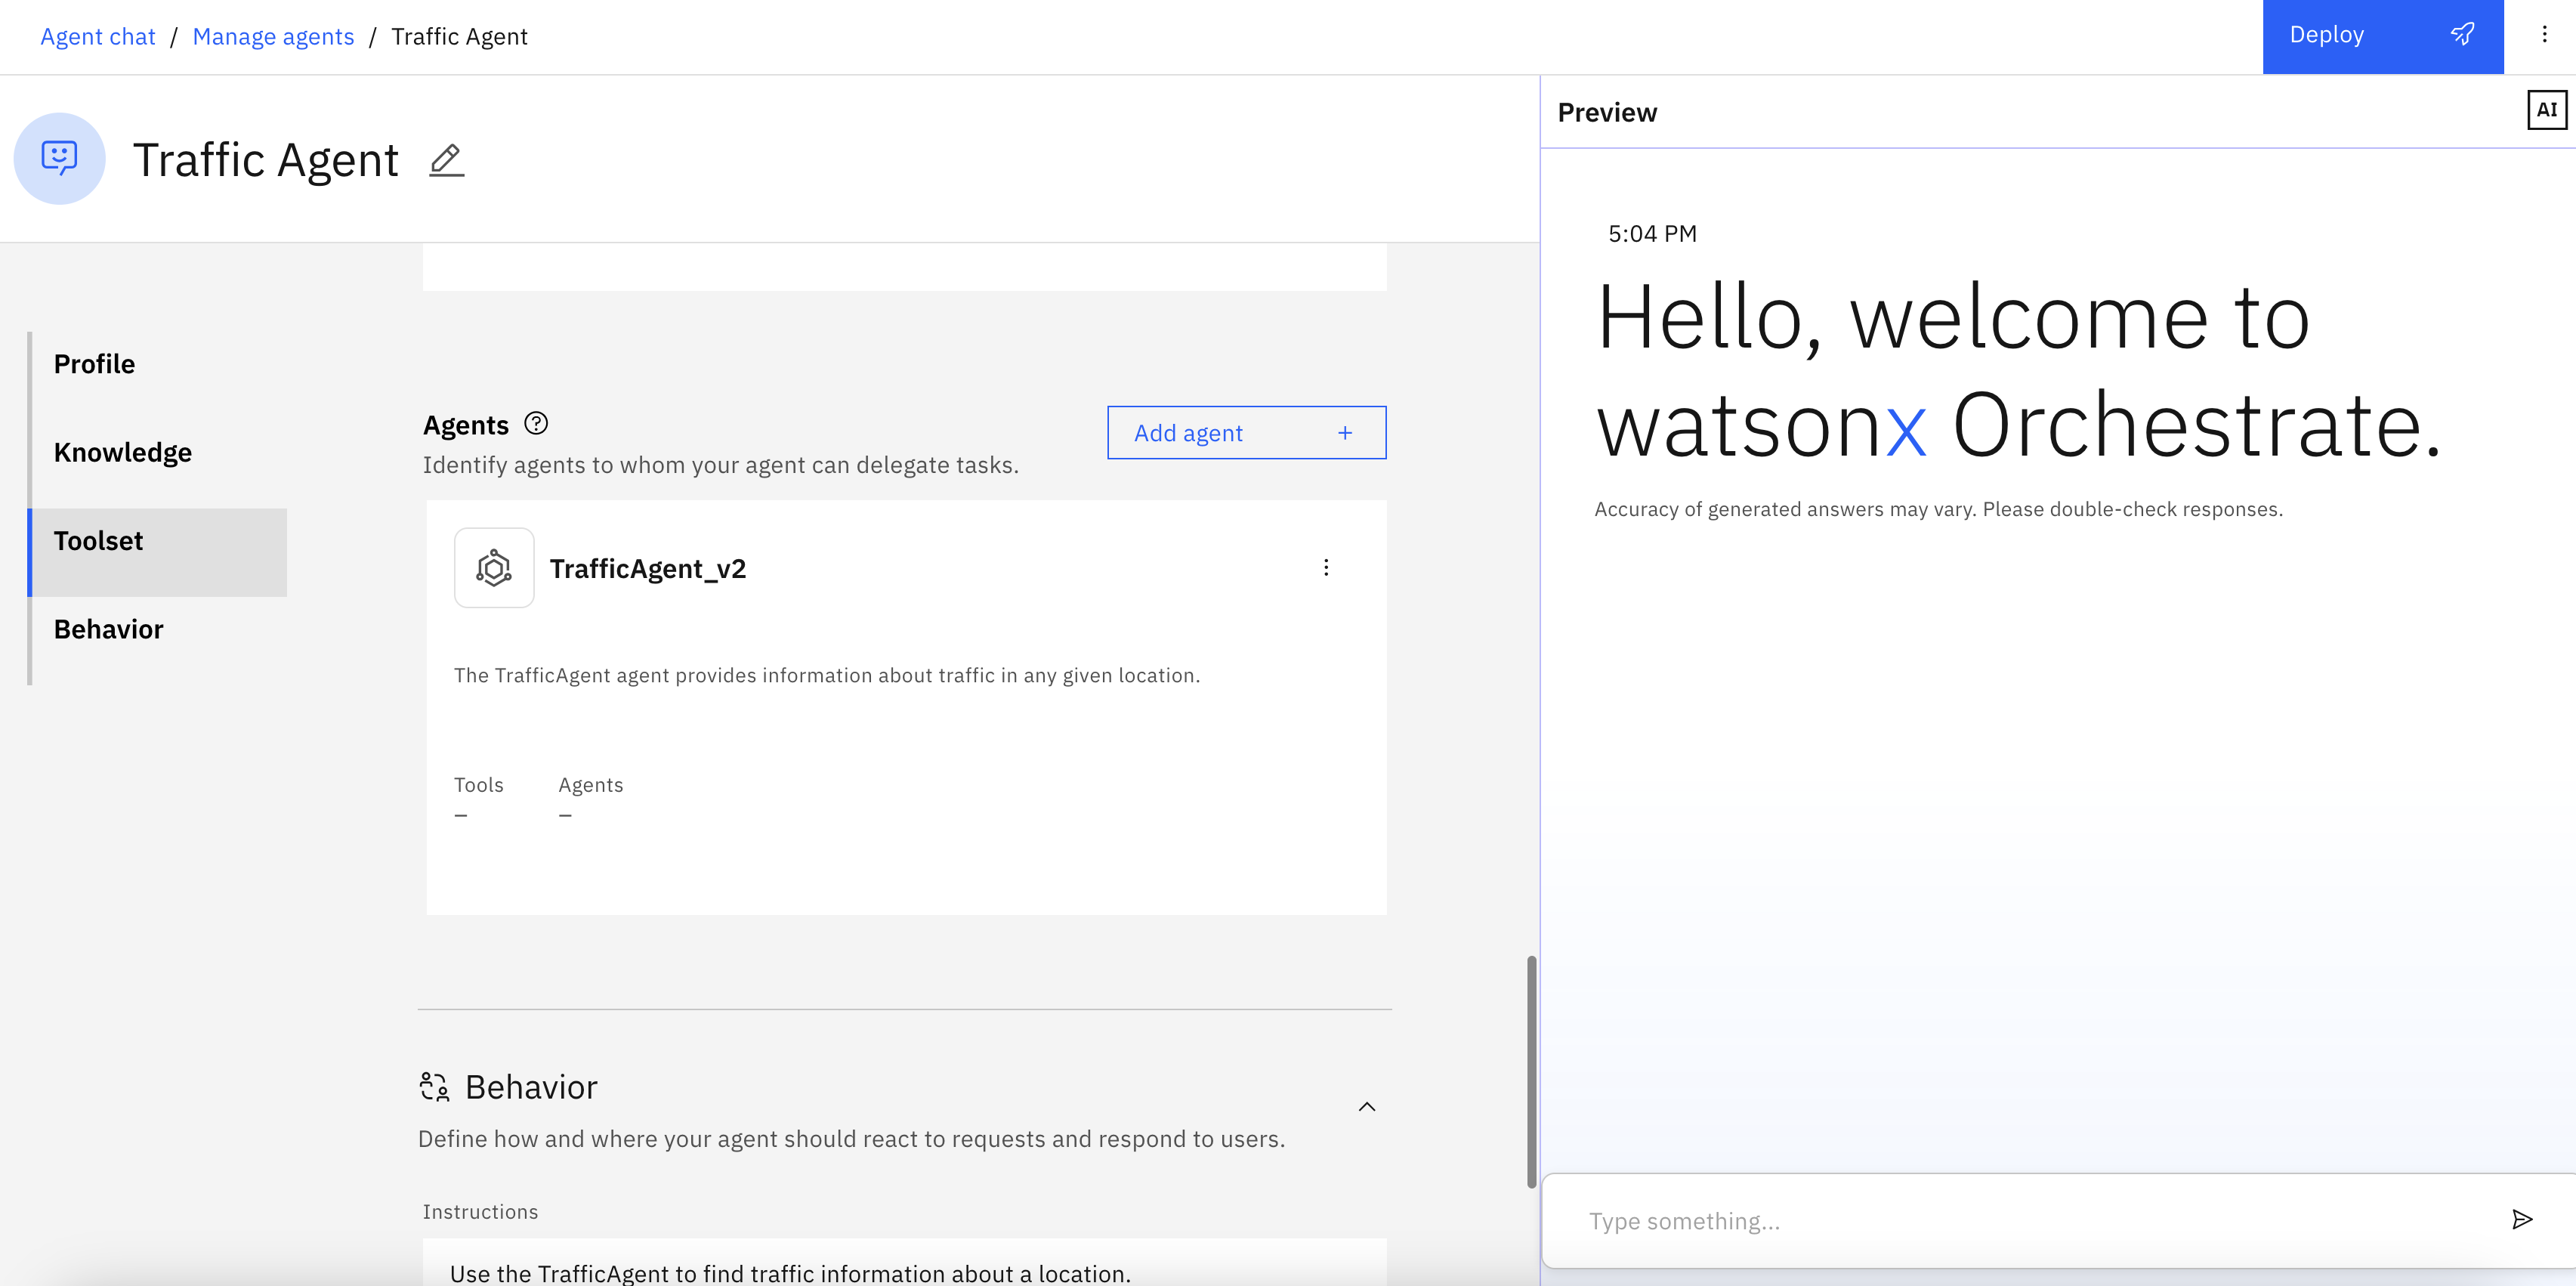 Agent chat / Manage agents / Traffic Agent
Deploy
Traffic Agent
Profile
Knowledge
Toolset
Behavior
Agents ?
Add agent +
Identify agents to whom your agent can delegate tasks.
TrafficAgent_v2
The TrafficAgent agent provides information about traffic in any given location.
Tools Agents
– –
Behavior
Define how and where your agent should react to requests and respond to users.
Instructions
Use the TrafficAgent to find traffic information about a location.
Preview
AI
5:04 PM
Hello, welcome to
watsonx Orchestrate.
Accuracy of generated answers may vary. Please double-check responses.
Type something...